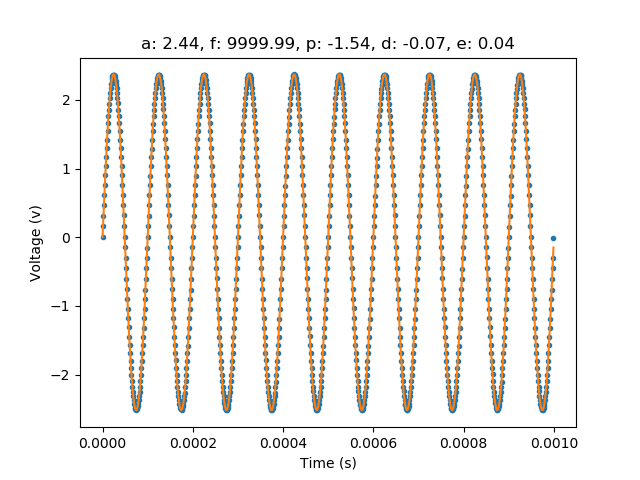 a: 2.44, f: 9999.99, p: -1.54, d: -0.07, e: 0.04
2
1
0
−1
−2
Voltage (v)
0.0000 0.0002 0.0004 0.0006 0.0008 0.0010
Time (s)